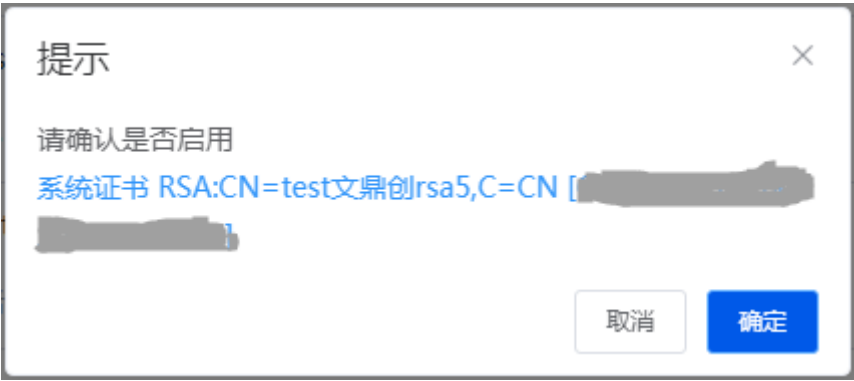 提示
请确认是否启用
系统证书 RSA:CN=test文鼎创rsa5,C=CN [
]
取消
确定